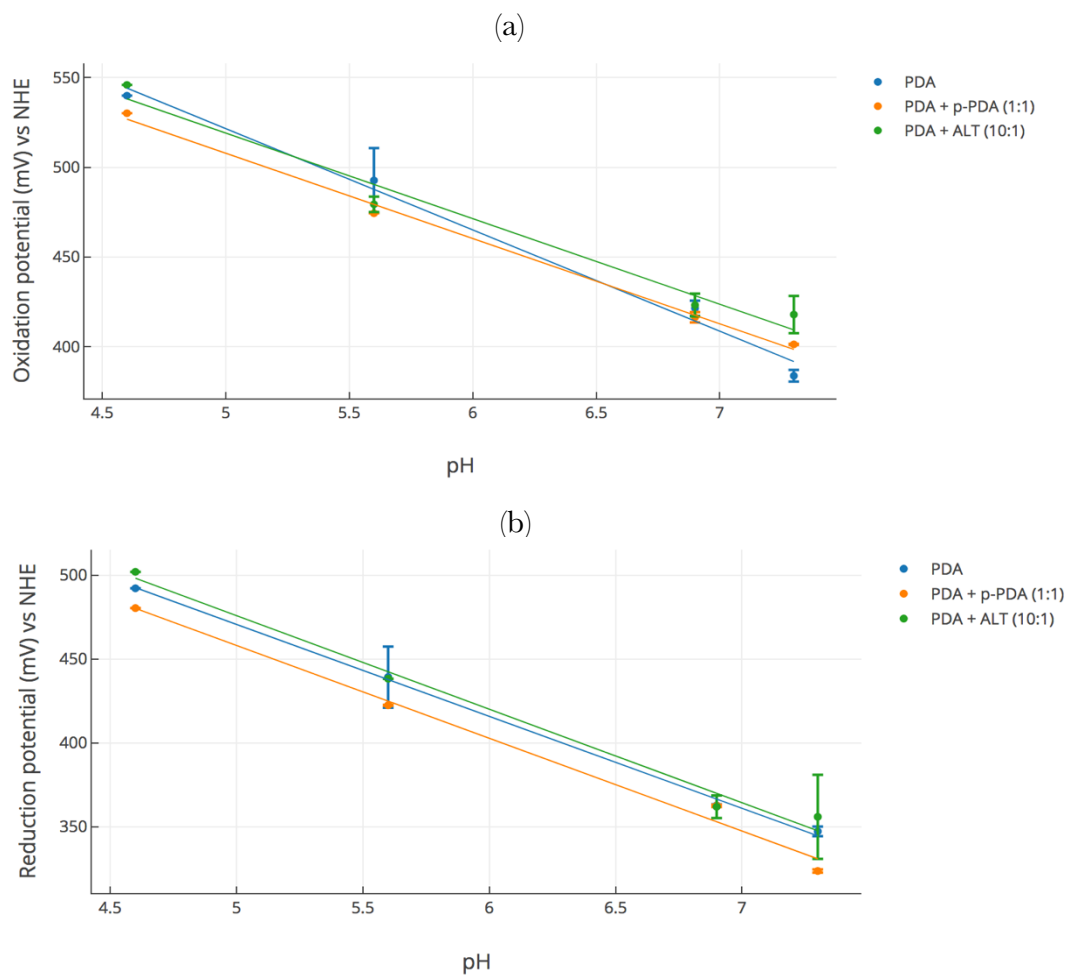 (a)
Oxidation potential (mV) vs NHE
550
500
450
400
4.5 5 5.5 6 6.5 7
pH
PDA
PDA + p-PDA (1:1)
PDA + ALT (10:1)
(b)
Reduction potential (mV) vs NHE
500
450
400
350
4.5 5 5.5 6 6.5 7
pH
PDA
PDA + p-PDA (1:1)
PDA + ALT (10:1)